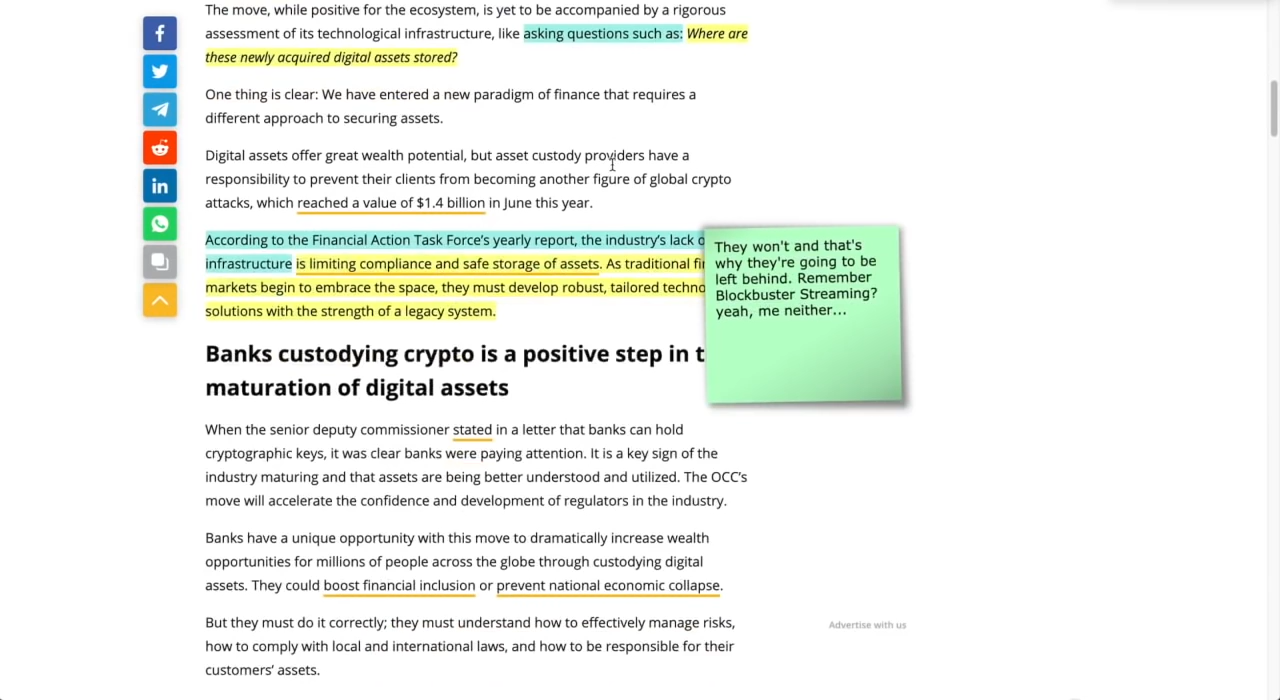 The move, while positive for the ecosystem, is yet to be accompanied by a rigorous
assessment of its technological infrastructure, like asking questions such as: Where are
these newly acquired digital assets stored?
One thing is clear: We have entered a new paradigm of finance that requires a
different approach to securing assets.
Digital assets offer great wealth potential, but asset custody providers have a
responsibility to prevent their clients from becoming another figure of global crypto
attacks, which reached a value of $1.4 billion in June this year.
According to the Financial Action Task Force's yearly report, the industry's lack
infrastructure is limiting compliance and safe storage of assets. As traditional
markets begin to embrace the space, they must develop robust, tailored
solutions with the strength of a legacy system.
They won't and that's
why they're going to be
left behind. Remember
Blockbuster Streaming?
yeah, me neither...
Banks custodying crypto is a positive step in
maturation of digital assets
When the senior deputy commissioner stated in a letter that banks can hold
cryptographic keys, it was clear banks were paying attention. It is a key sign of the
industry maturing and that assets are being better understood and utilized. The OCC's
move will accelerate the confidence and development of regulators in the industry.
Banks have a unique opportunity with this move to dramatically increase wealth
opportunities for millions of people across the globe through custodying digital
assets. They could boost financial inclusion or prevent national economic collapse.
But they must do it correctly; they must understand how to effectively manage risks,
how to comply with local and international laws, and how to be responsible for their
customers' assets.
Advertise with us